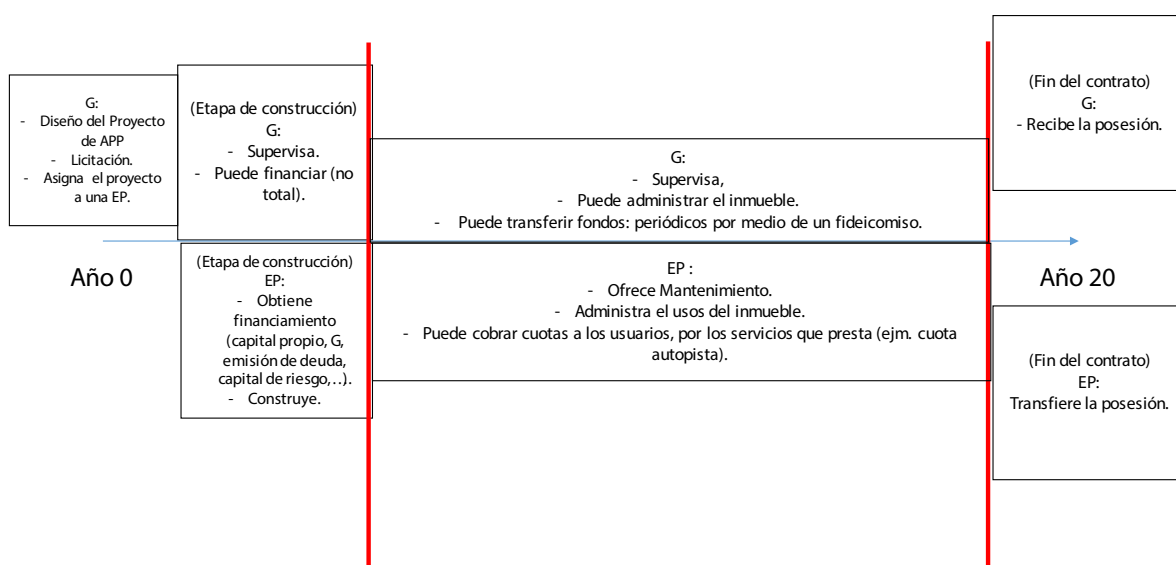 G:
- Diseño del Proyecto
de APP
- Licitación.
- Asigna el proyecto
a una EP.
(Etapa de construcción)
G:
- Supervisa.
- Puede financiar (no
total).
G:
- Supervisa,
- Puede administrar el inmueble.
- Puede transferir fondos: periódicos por medio de un fideicomiso.
(Fin del contrato)
G:
- Recibe la posesión.
Año 0
(Etapa de construcción)
EP:
- Obtiene
financiamiento
(capital propio, G,
emisión de deuda,
capital de riesgo,…).
- Construye.
EP :
- Ofrece Mantenimiento.
- Administra el usos del inmueble.
- Puede cobrar cuotas a los usuarios, por los servicios que presta (ejm. cuota
autopista).
Año 20
(Fin del contrato)
EP:
Transfiere la posesión.